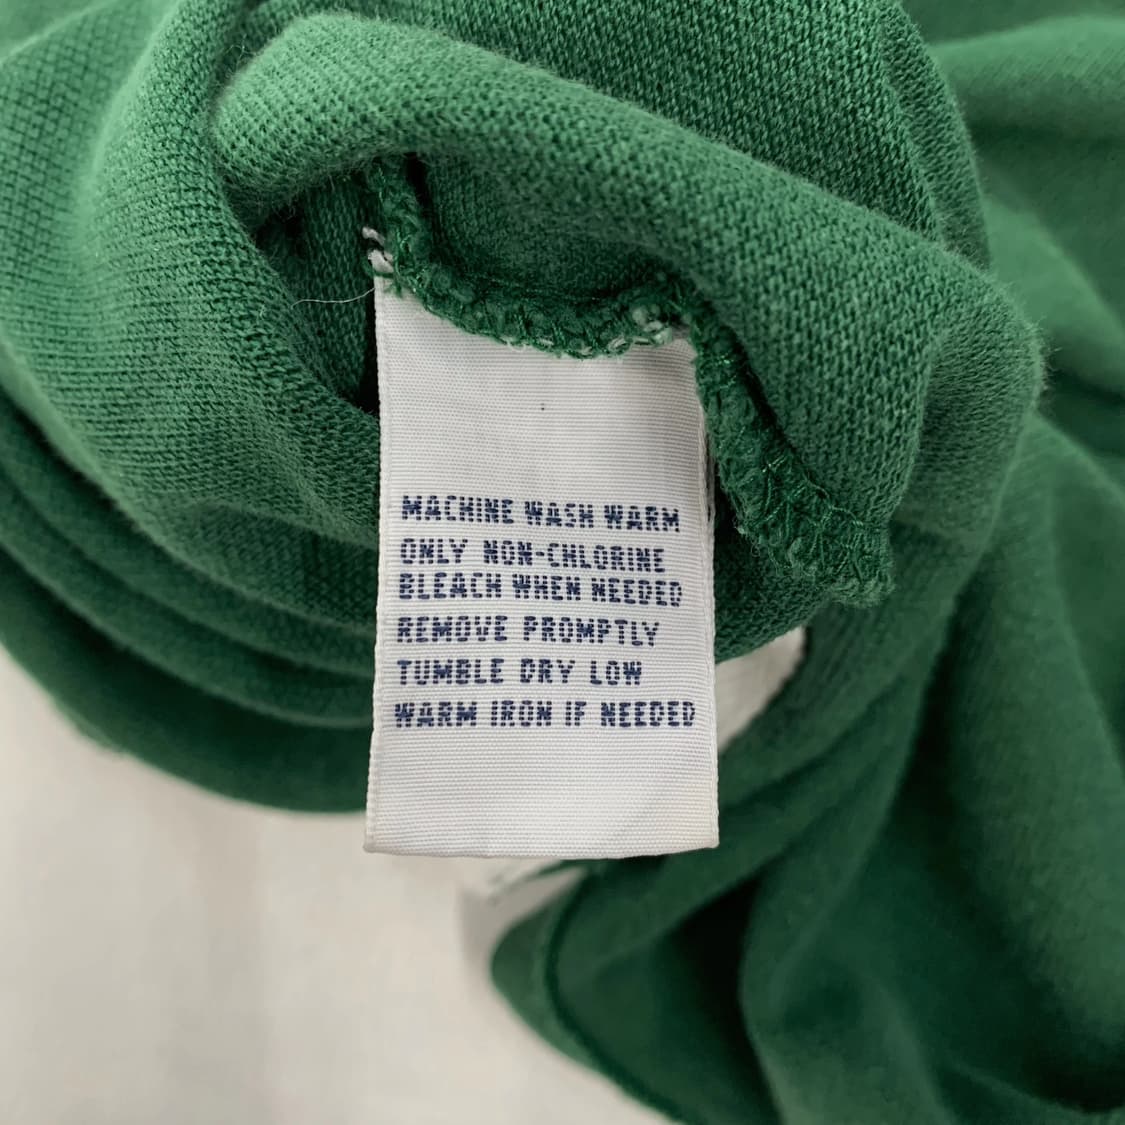 MACHINE WASH WARM
ONLY NON-CHLORINE
BLEACH WHEN NEEDED
REMOVE PROMPTLY
TUMBLE DRY LOW
WARM IRON IF NEEDED